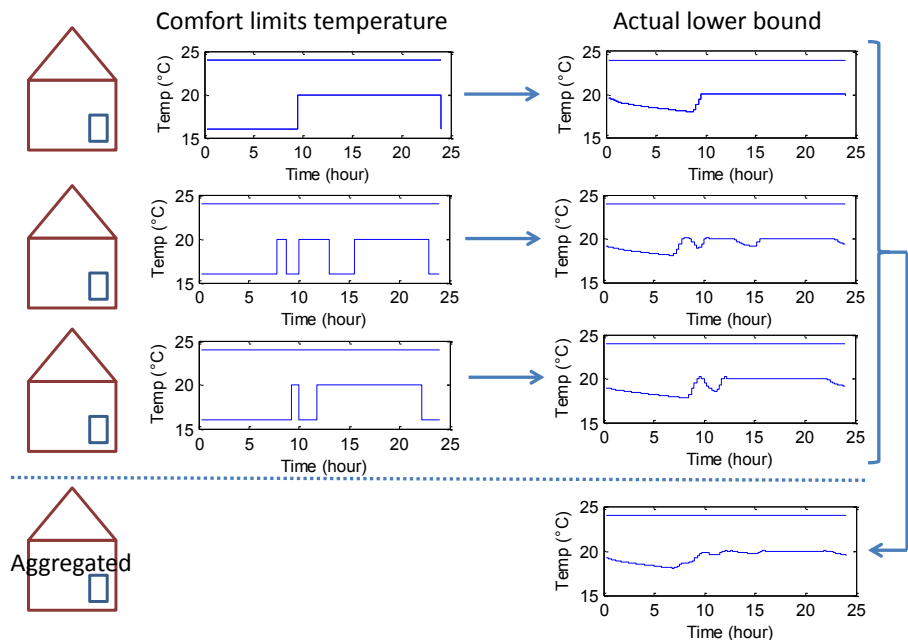 Comfort limits temperature
Actual lower bound
Temp (°C)
25
20
15
0 5 10 15 20 25
Time (hour)
Temp (°C)
25
20
15
0 5 10 15 20 25
Time (hour)
Temp (°C)
25
20
15
0 5 10 15 20 25
Time (hour)
Temp (°C)
25
20
15
0 5 10 15 20 25
Time (hour)
Temp (°C)
25
20
15
0 5 10 15 20 25
Time (hour)
Temp (°C)
25
20
15
0 5 10 15 20 25
Time (hour)
Aggregated
Temp (°C)
25
20
15
0 5 10 15 20 25
Time (hour)